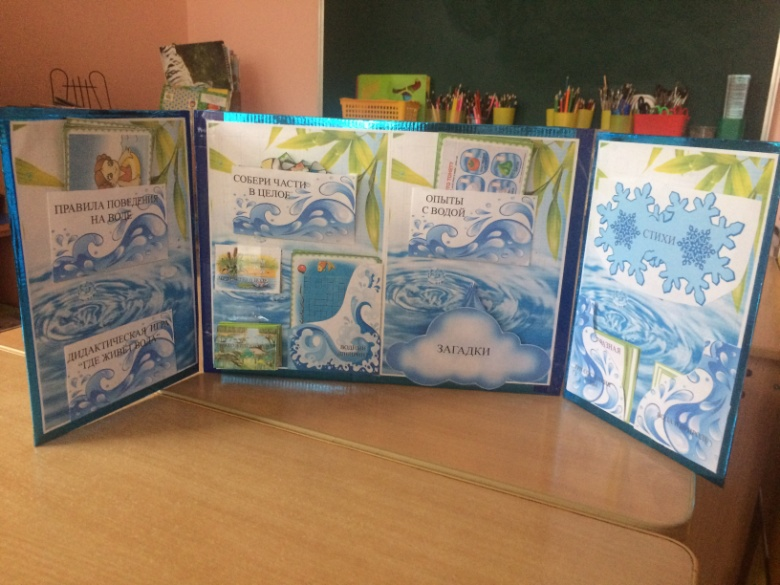 ПРАВИЛА ПОВЕДЕНИЯ
НА ВОДЕ
ДИДАКТИЧЕСКАЯ ИГРА
"ГДЕ ЖИВЕТ ВОДА"
СОБЕРИ ЧАСТИ
В ЦЕЛОЕ
ОПЫТЫ
С ВОДОЙ
ЗАГАДКИ
СТИХИ